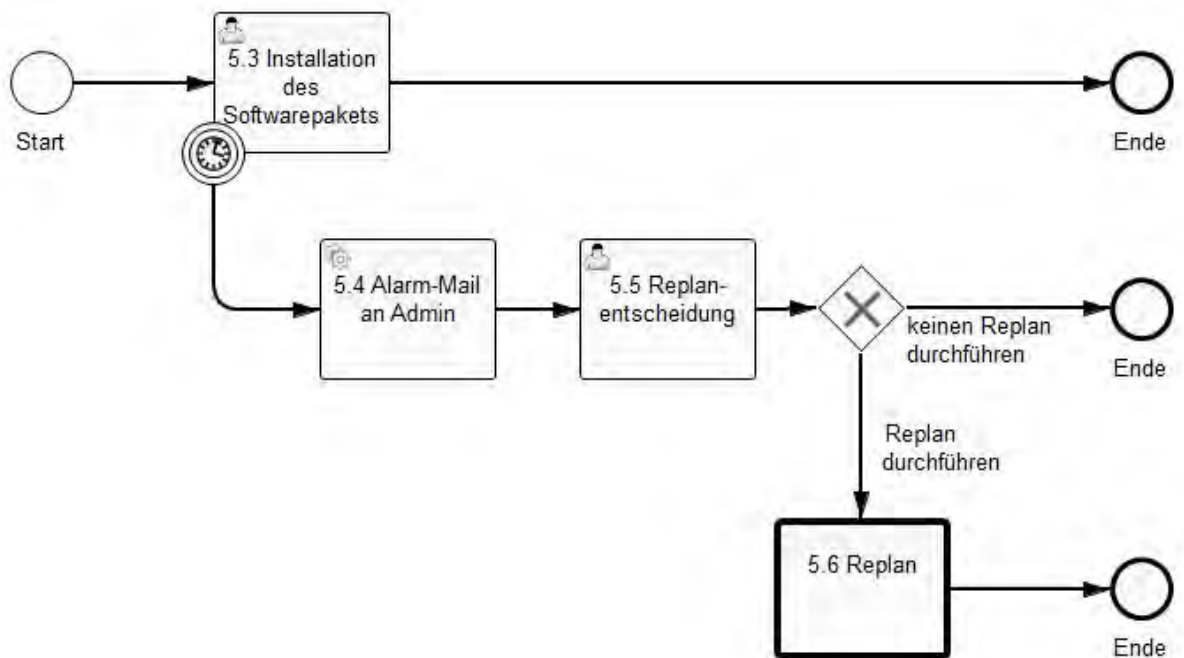 5.3 Installation
des
Softwarepakets
Start
Ende
5.4 Alarm-Mail
an Admin
5.5 Replan-
entscheidung
keinen Replan
durchführen
Ende
Replan
durchführen
5.6 Replan
Ende